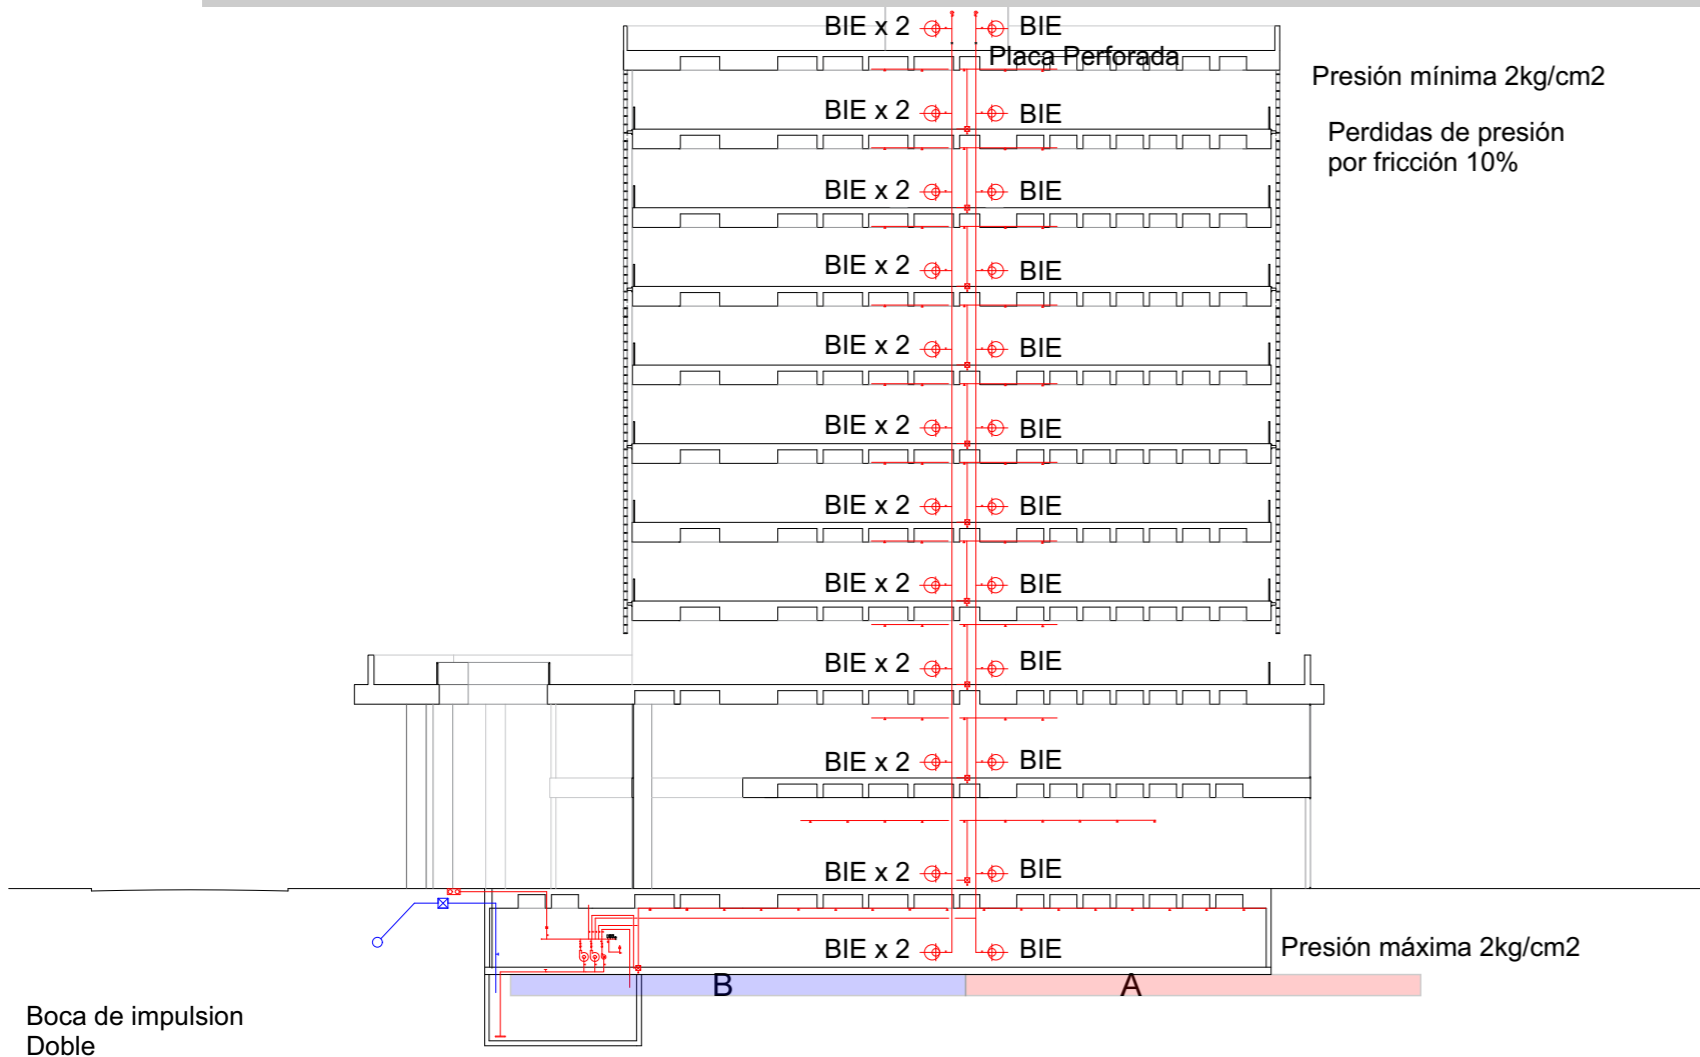 BIE x 2 BIE
Placa Perforada
Presión mínima 2kg/cm2
BIE x 2 BIE
Perdidas de presión
por fricción 10%
BIE x 2 BIE
BIE x 2 BIE
BIE x 2 BIE
BIE x 2 BIE
BIE x 2 BIE
BIE x 2 BIE
BIE x 2 BIE
BIE x 2 BIE
BIE x 2 BIE
BIE x 2 BIE
Presión máxima 2kg/cm2
B A
Boca de impulsion
Doble